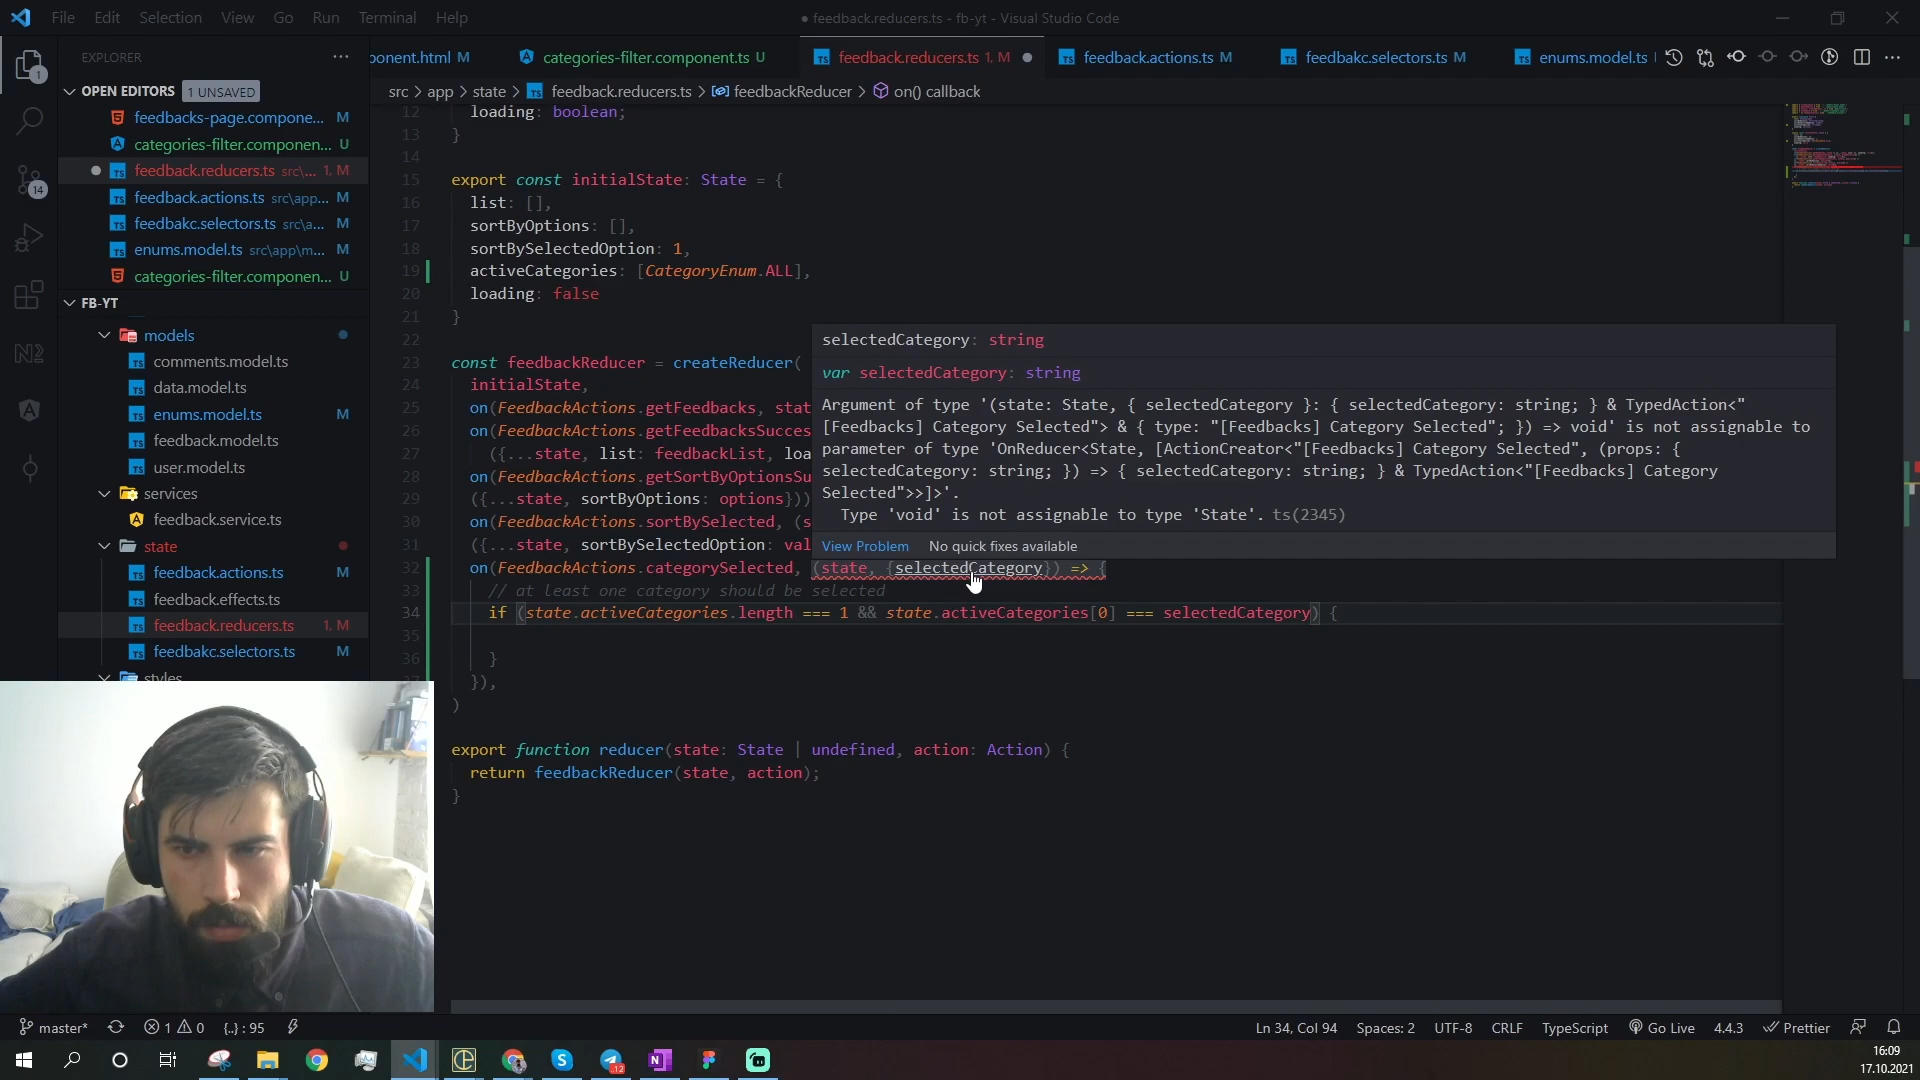 File Edit Selection View Go Run Terminal Help
● feedback.reducers.ts - fb-yt - Visual Studio Code
EXPLORER
ponent.html M
categories-filter.component.ts U
feedback.reducers.ts 1, M
feedback.actions.ts M
feedbakc.selectors.ts M
enums.model.ts
src > app > state > feedback.reducers.ts > feedbackReducer > on() callback
1
14
OPEN EDITORS 1 UNSAVED
feedbacks-page.compone... M
categories-filter.componen... U
feedback.reducers.ts src\... 1, M
feedback.actions.ts src\app... M
feedbakc.selectors.ts src\a... M
enums.model.ts src\app\m... M
categories-filter.componen... U
FB-YT
models
comments.model.ts
data.model.ts
enums.model.ts M
feedback.model.ts
user.model.ts
services
feedback.service.ts
state
feedback.actions.ts M
feedback.effects.ts
feedback.reducers.ts 1, M
feedbakc.selectors.ts M
styles
12 loading: boolean;
13 }
14
15 export const initialState: State = {
16 list: [],
17 sortByOptions: [],
18 sortBySelectedOption: 1,
19 activeCategories: [CategoryEnum.ALL],
20 loading: false
21 }
22
23 const feedbackReducer = createReducer(
24 initialState,
25 on(FeedbackActions.getFeedbacks, stat
26 on(FeedbackActions.getFeedbacksSucces
27 ({...state, list: feedbackList, loa
28 on(FeedbackActions.getSortByOptionsSu
29 ({...state, sortByOptions: options}))
30 on(FeedbackActions.sortBySelected, (s
31 ({...state, sortBySelectedOption: val
32 on(FeedbackActions.categorySelected, (state, {selectedCategory}) => {
33 // at least one category should be selected
34 if (state.activeCategories.length === 1 && state.activeCategories[0] === selectedCategory) {
35
36 }
}),
)
export function reducer(state: State | undefined, action: Action) {
return feedbackReducer(state, action);
}
selectedCategory: string
var selectedCategory: string
Argument of type '(state: State, { selectedCategory }: { selectedCategory: string; } & TypedAction<"
[Feedbacks] Category Selected"> & { type: "[Feedbacks] Category Selected"; }) => void' is not assignable to
parameter of type 'OnReducer<State, [ActionCreator<"[Feedbacks] Category Selected", (props: {
selectedCategory: string; }) => { selectedCategory: string; } & TypedAction<"[Feedbacks] Category
Selected">>]>'.
Type 'void' is not assignable to type 'State'. ts(2345)
View Problem No quick fixes available
master* 1 0 {..} : 95
Ln 34, Col 94 Spaces: 2 UTF-8 CRLF TypeScript Go Live 4.4.3 Prettier
12
16:09
17.10.2021